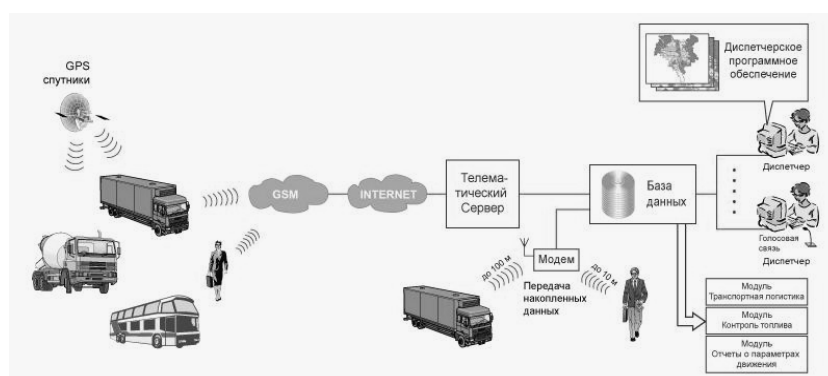 GPS
спутники
GSM
INTERNET
Телема-
тический
Сервер
База
данных
Диспетчерское
программное
обеспечение
Диспетчер
Голосовая
связь
Диспетчер
до 100 м
Модем
до 10 м
Передача
накопленных
данных
Модуль
Транспортная логистика
Модуль
Контроль топлива
Модуль
Отчеты о параметрах
движения